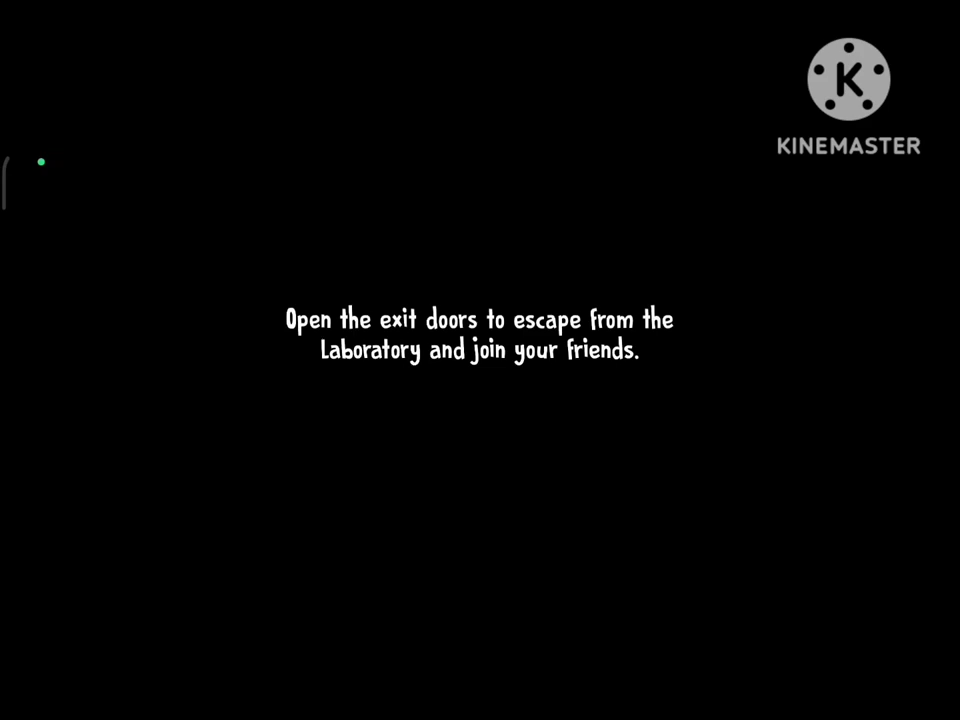 K
KINEMASTER
Open the exit doors to escape from the
Laboratory and join your friends.